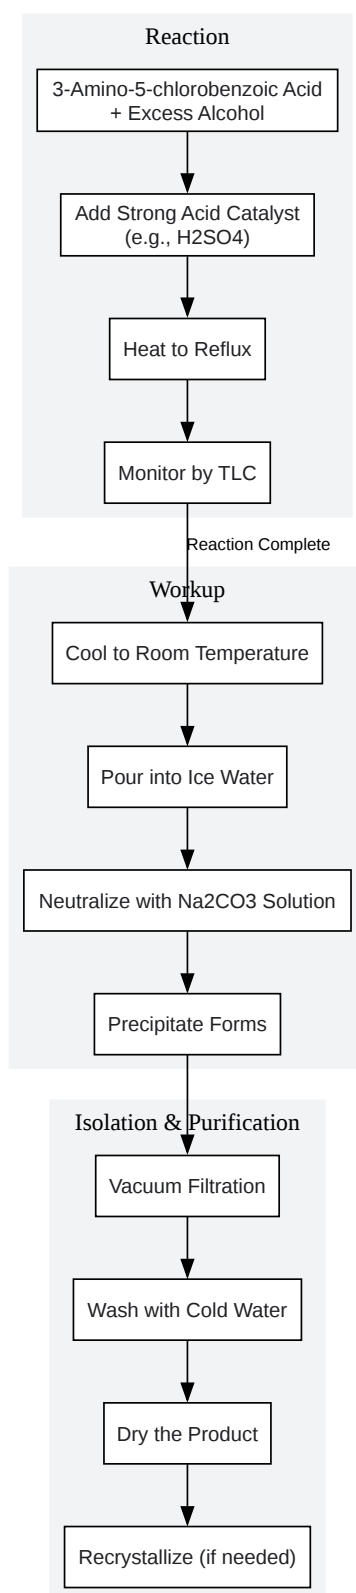 Reaction
3-Amino-5-chlorobenzoic Acid
+ Excess Alcohol
Add Strong Acid Catalyst
(e.g., H2SO4)
Heat to Reflux
Monitor by TLC
Reaction Complete
Workup
Cool to Room Temperature
Pour into Ice Water
Neutralize with Na2CO3 Solution
Precipitate Forms
Isolation & Purification
Vacuum Filtration
Wash with Cold Water
Dry the Product
Recrystallize (if needed)